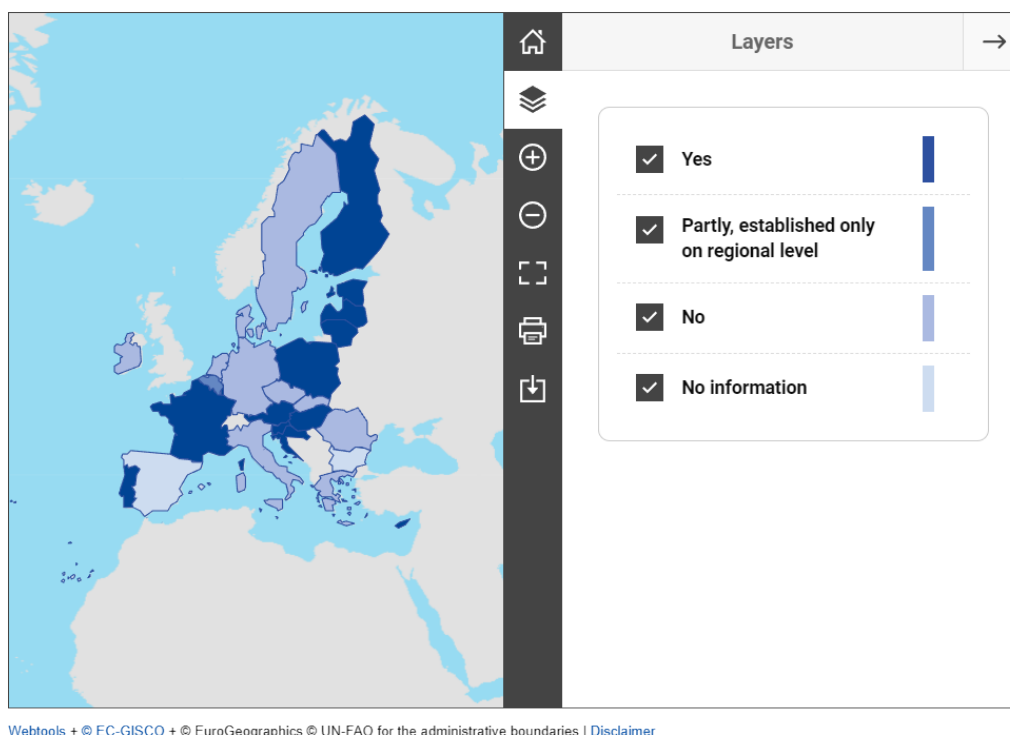 Layers
Yes
Partly, established only
on regional level
No
No information
Webtools + © EC-GISCO + © EuroGeographics © UN-FAO for the administrative boundaries | Disclaimer